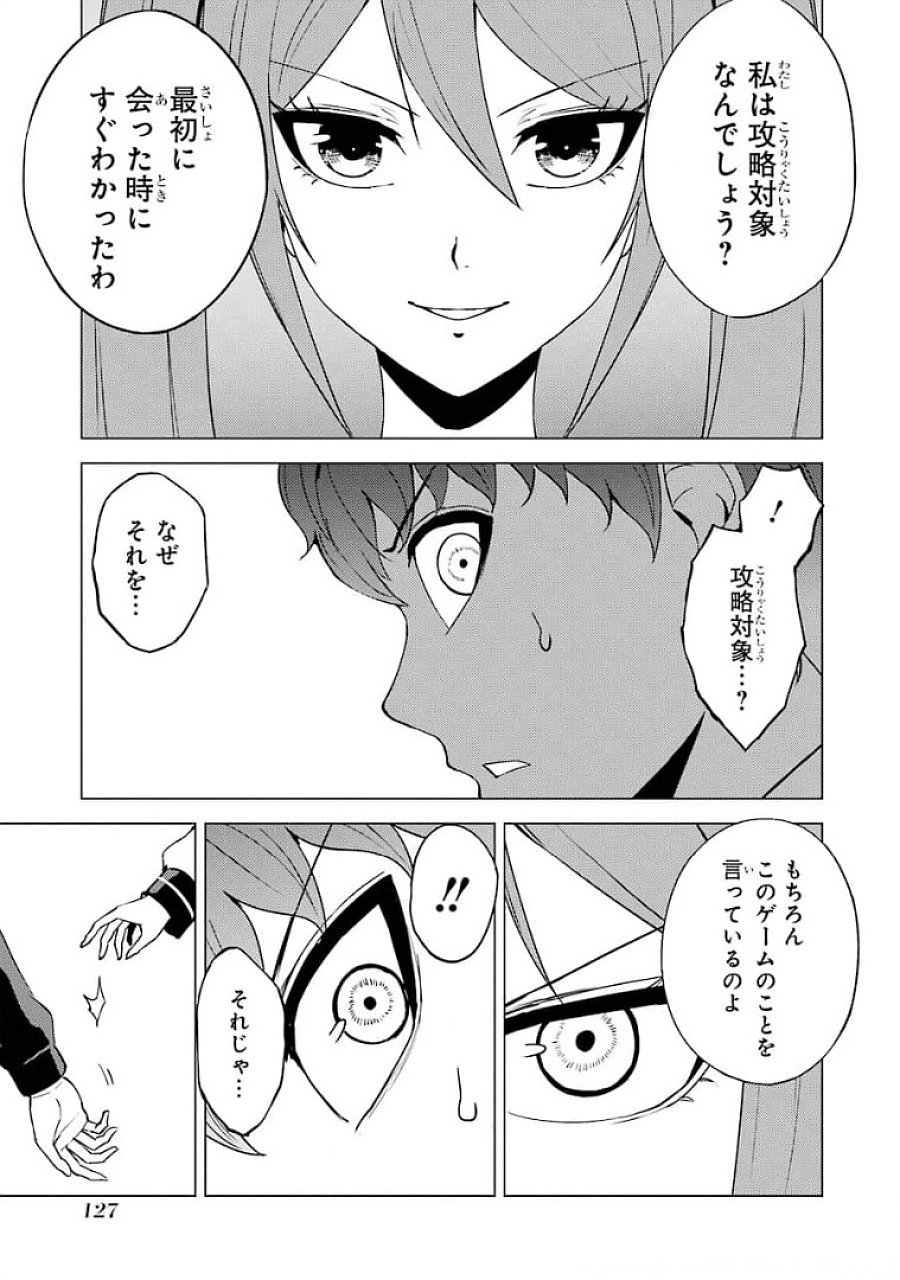 私は攻略対象
なんでしょう?
最初に
会った時に
すぐわかったわ
!
攻略対象…?
なぜ
それを…
もちろん
このゲームのことを
言っているのよ
!!
それじゃ…
127